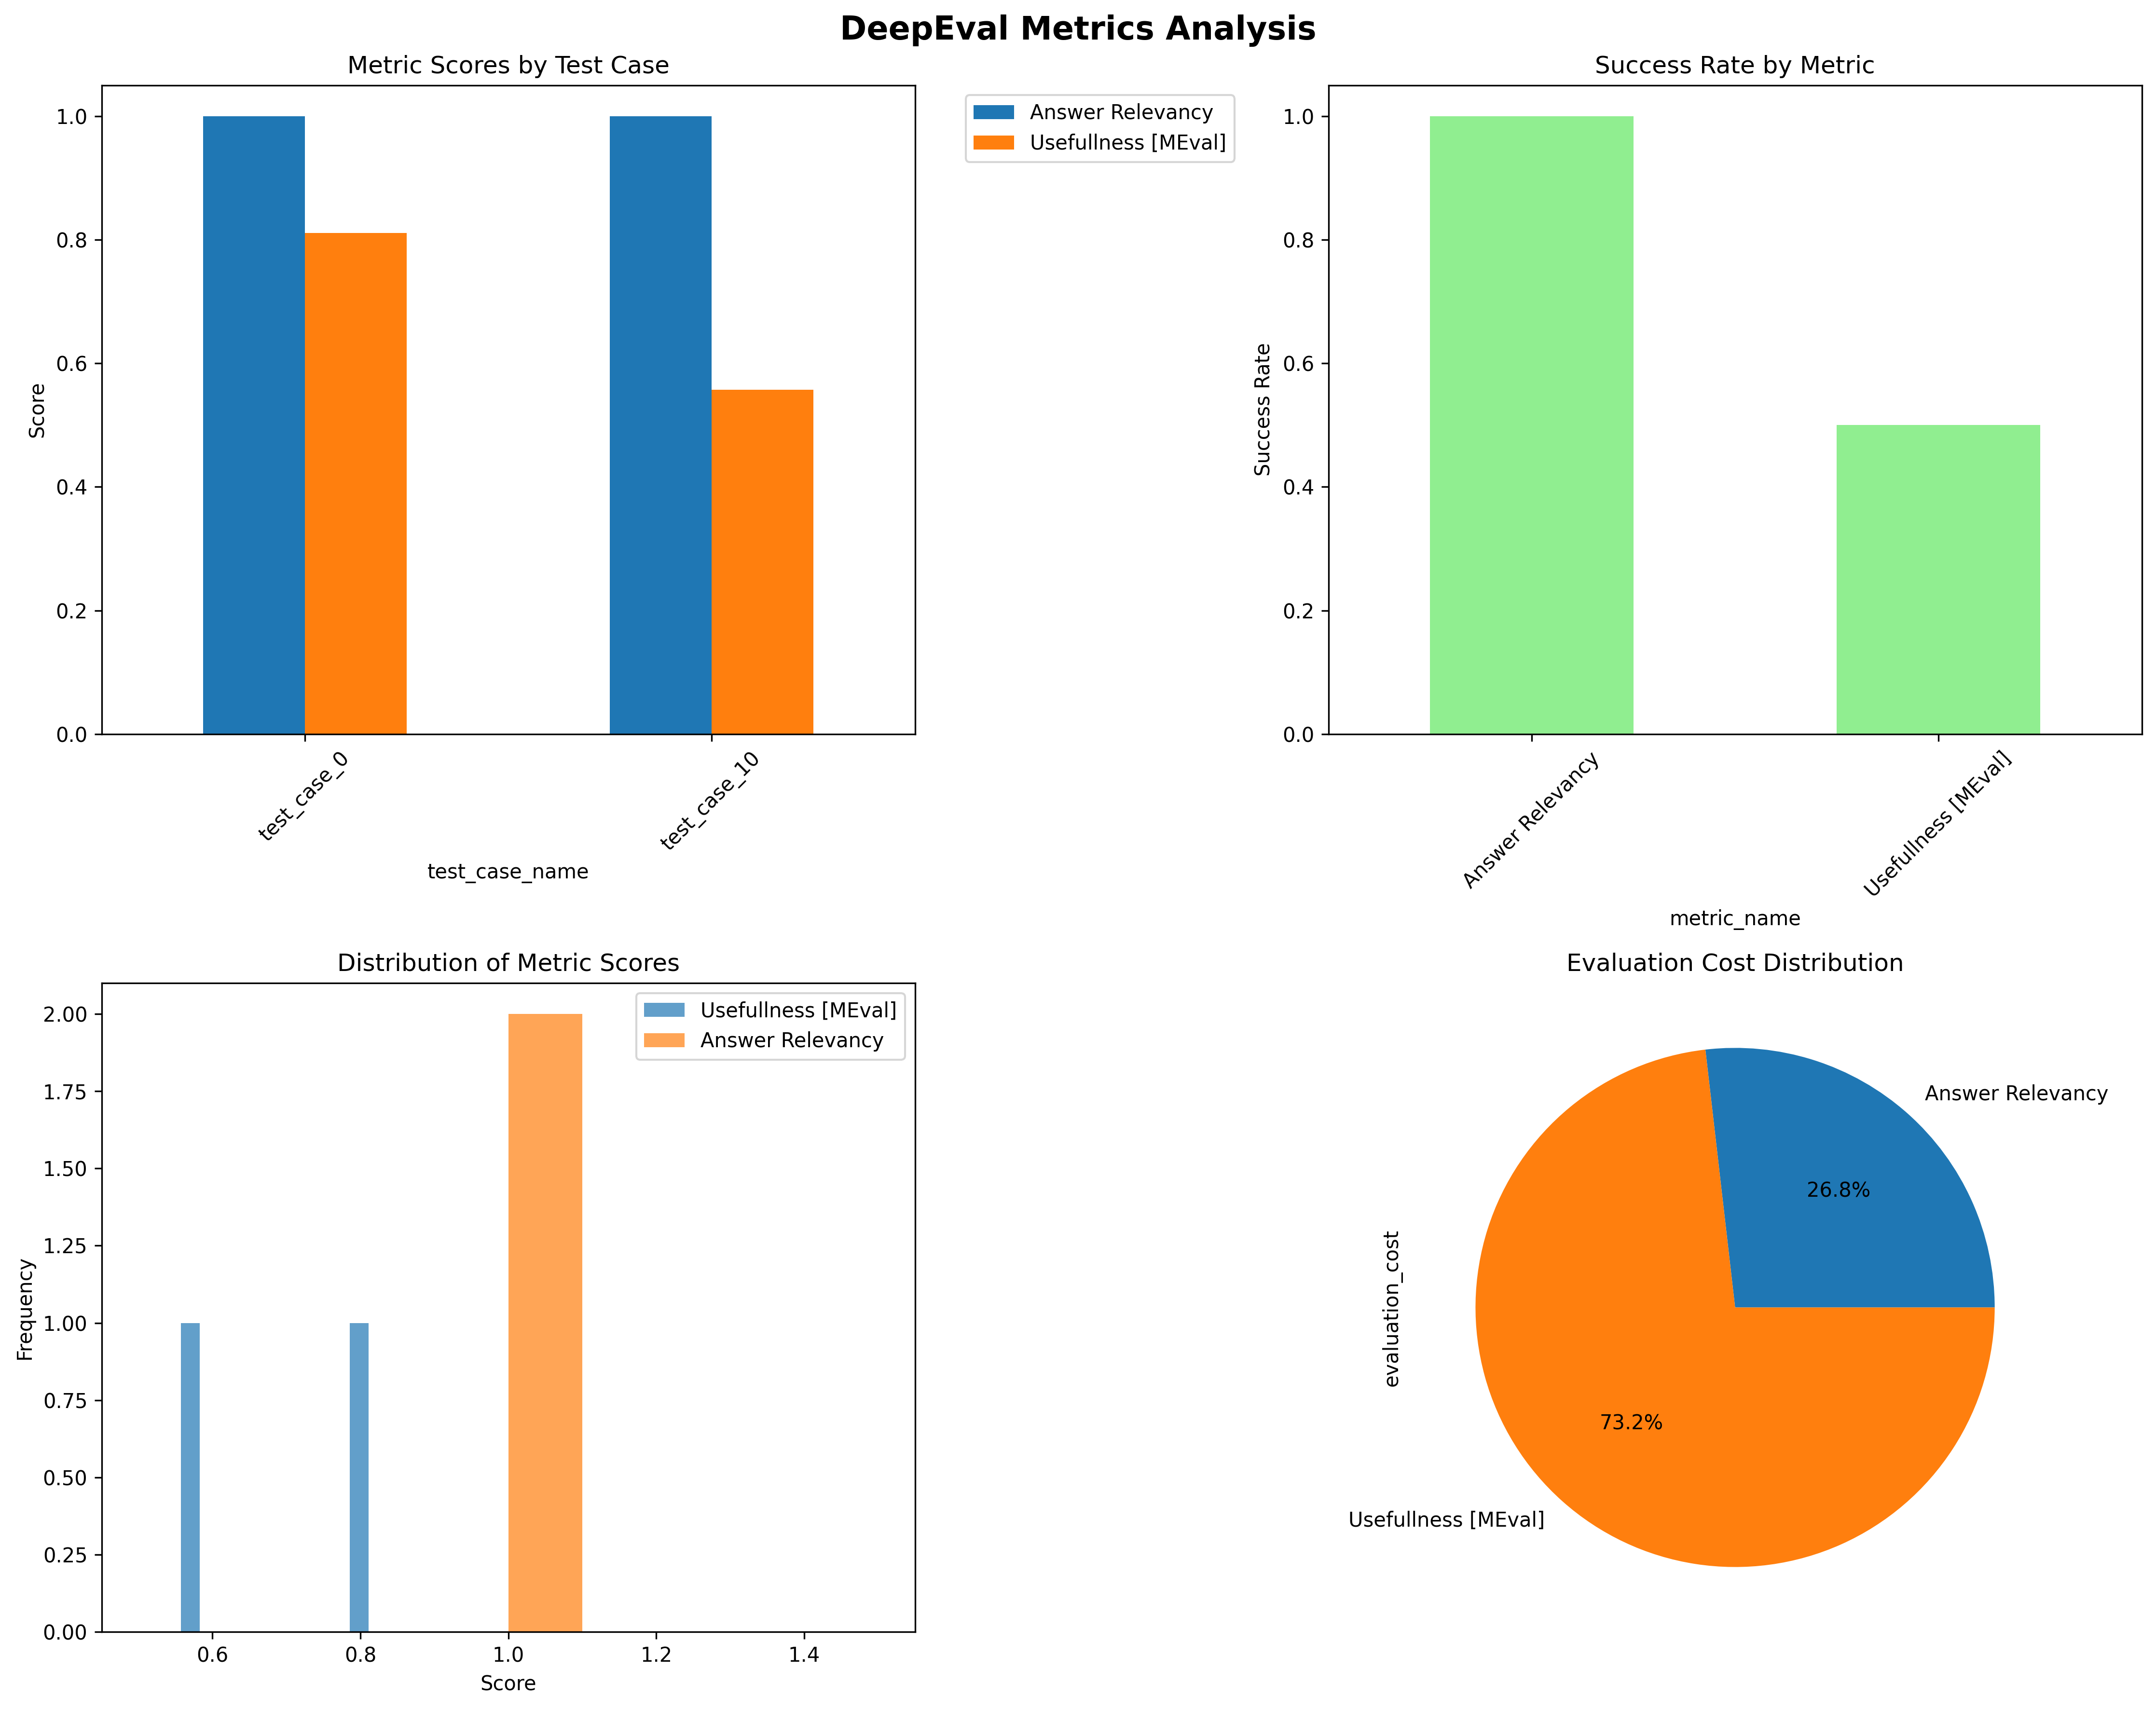 DeepEval Metrics Analysis
Metric Scores by Test Case
Score
1.0
0.8
0.6
0.4
0.2
0.0
test_case_0
test_case_10
test_case_name
Answer Relevancy
Usefullness [MEval]
Success Rate by Metric
Success Rate
1.0
0.8
0.6
0.4
0.2
0.0
Answer Relevancy
Usefullness [MEval]
metric_name
Distribution of Metric Scores
Frequency
2.00
1.75
1.50
1.25
1.00
0.75
0.50
0.25
0.00
Usefullness [MEval]
Answer Relevancy
0.6
0.8
1.0
1.2
1.4
Score
Evaluation Cost Distribution
evaluation_cost
Answer Relevancy
26.8%
73.2%
Usefullness [MEval]